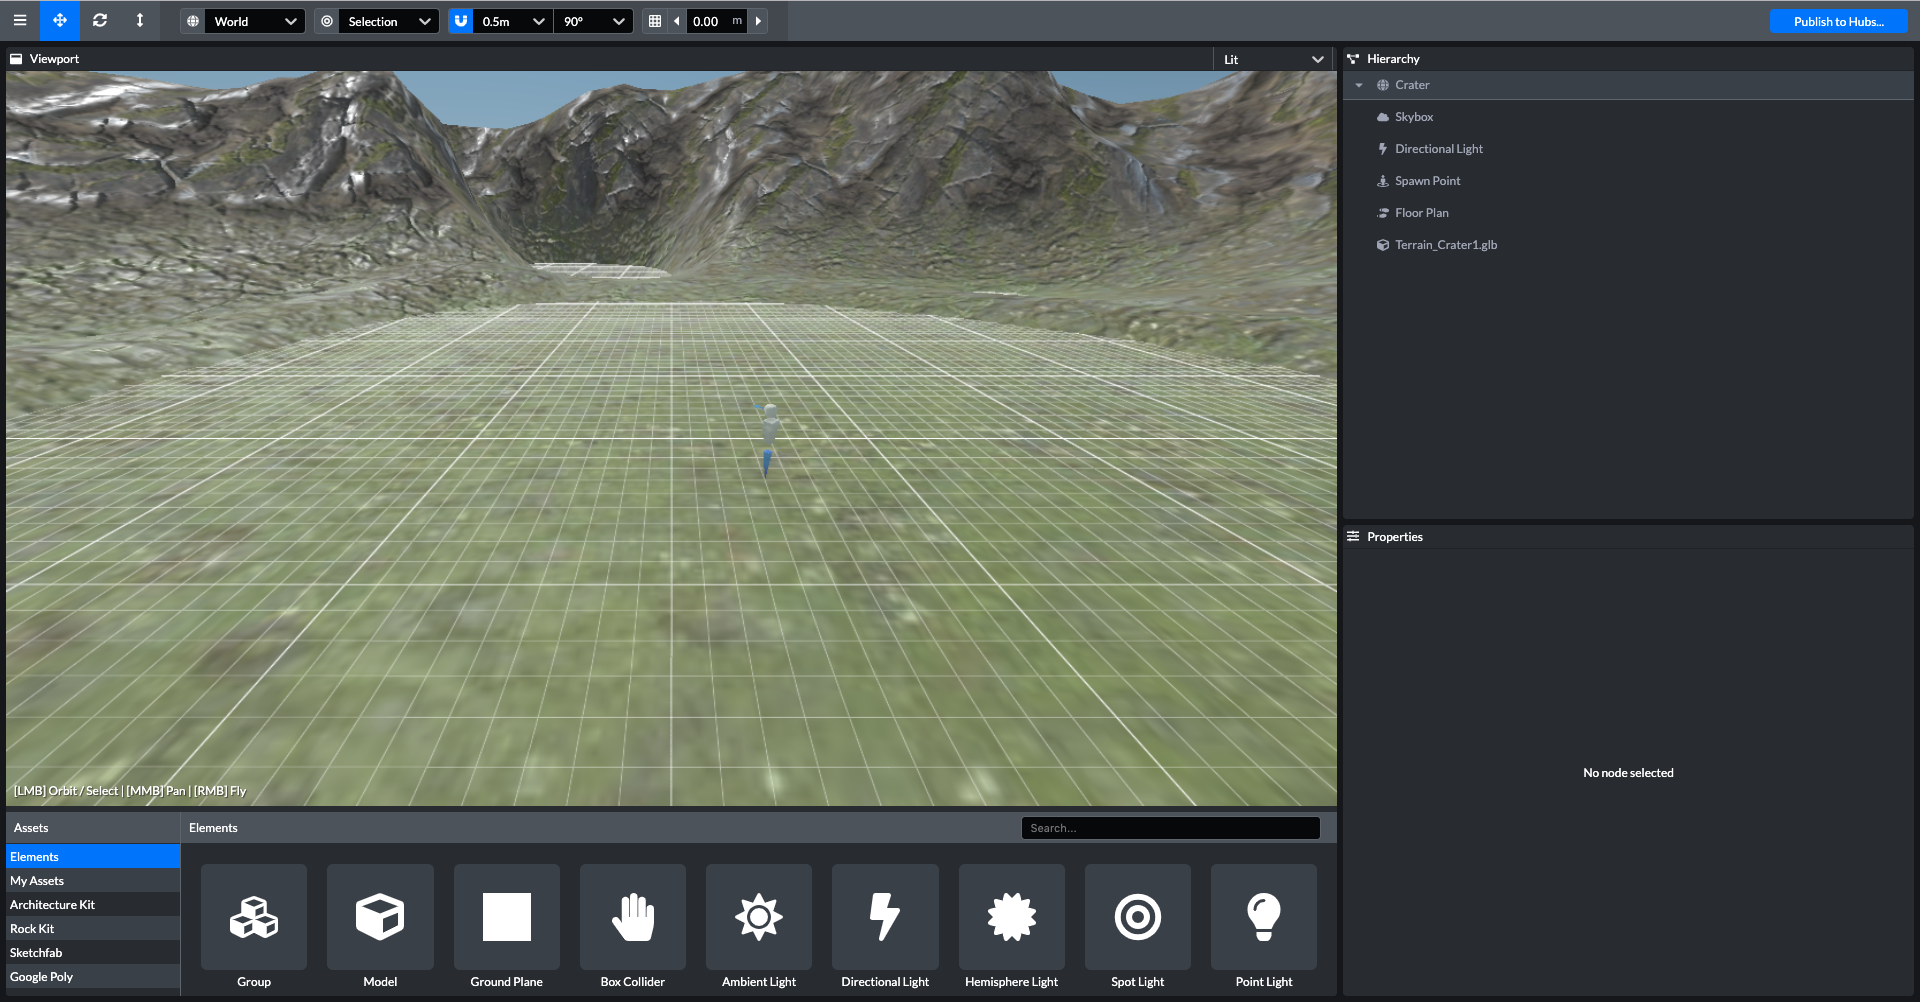 World
Selection
0.5m
90°
0.00 m
Publish to Hubs...
Viewport
Lit
Hierarchy
Crater
Skybox
Directional Light
Spawn Point
Floor Plan
Terrain_Crater1.glb
Properties
No node selected
[LMB] Orbit / Select | [MMB] Pan | [RMB] Fly
Assets
Elements
My Assets
Architecture Kit
Rock Kit
Sketchfab
Google Poly
Elements
Search...
Group
Model
Ground Plane
Box Collider
Ambient Light
Directional Light
Hemisphere Light
Spot Light
Point Light